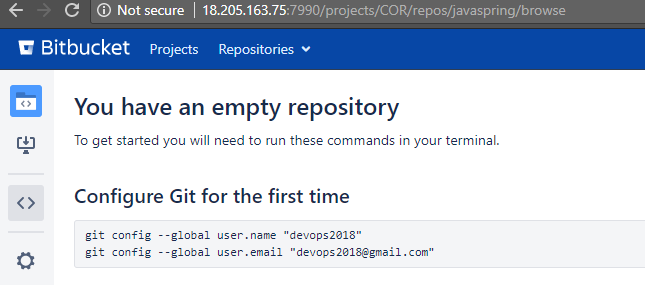 Not secure | 18.205.163.75:7990/projects/COR/repos/javaspring/browse
Bitbucket Projects Repositories
You have an empty repository
To get started you will need to run these commands in your terminal.
Configure Git for the first time
git config --global user.name "devops2018"
git config --global user.email "devops2018@gmail.com"